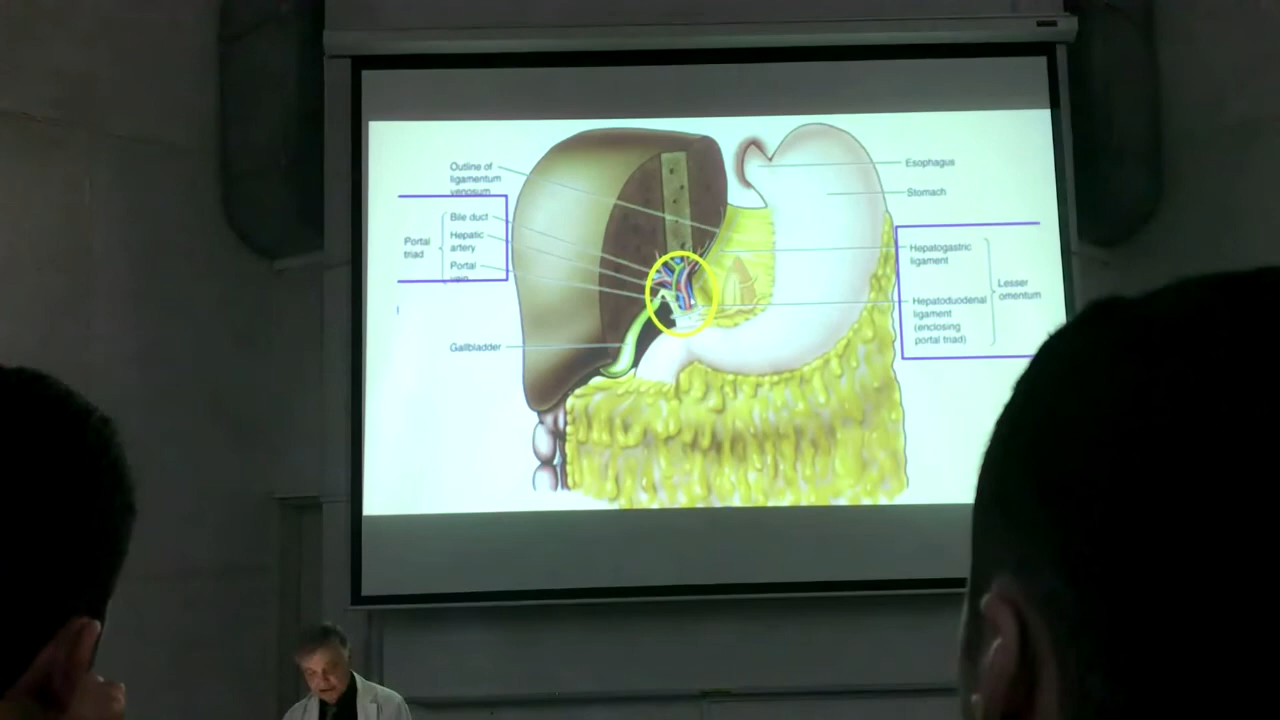 Outline of
ligamentum
venosum
Portal
triad
Bile duct
Hepatic
artery
Portal
vein
Gallbladder
Esophagus
Stomach
Hepatogastric
ligament
Hepatoduodenal
ligament
(enclosing
portal triad)
Lesser
omentum